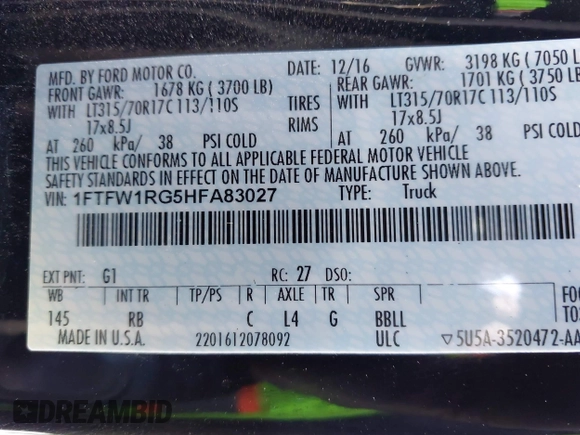 MFD. BY FORD MOTOR CO. DATE: 12/16 GVWR: 3198 KG (7050 L
FRONT GAWR: 1678 KG (3700 LB) REAR GAWR: 1701 KG (3750 LB
WITH LT315/70R17C 113/110S TIRES WITH LT315/70R17C 113/110S
17x8.5J RIMS 17x8.5J
AT 260 kPa/ 38 PSI COLD AT 260 kPa/ 38 PSI COLD
THIS VEHICLE CONFORMS TO ALL APPLICABLE FEDERAL MOTOR VEHICLE
SAFETY STANDARDS IN EFFECT ON THE DATE OF MANUFACTURE SHOWN ABOVE.
VIN: 1FTFW1RG5HFA83027 TYPE: Truck
EXT PNT: G1 RC: 27 DSO:
WB INT TR TP/PS R AXLE TR SPR
145 RB C L4 G BBLL
MADE IN U.S.A. 2201612078092 ULC ▽5U5A-3520472-AA
FO
TO
DREAMBID